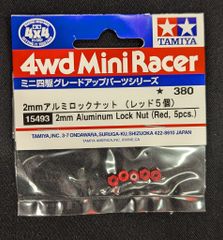 4x4
TAMIYA
4wd Mini Racer
ミニ四駆グレードアップパーツシリーズ
★ 380
2mmアルミロックナット（レッド5個）
15493 2mm Aluminum Lock Nut (Red, 5pcs.)
TAMIYA, INC. 3-7 ONDAWARA, SURUGA-KU, SHIZUOKA 422-8610 JAPAN